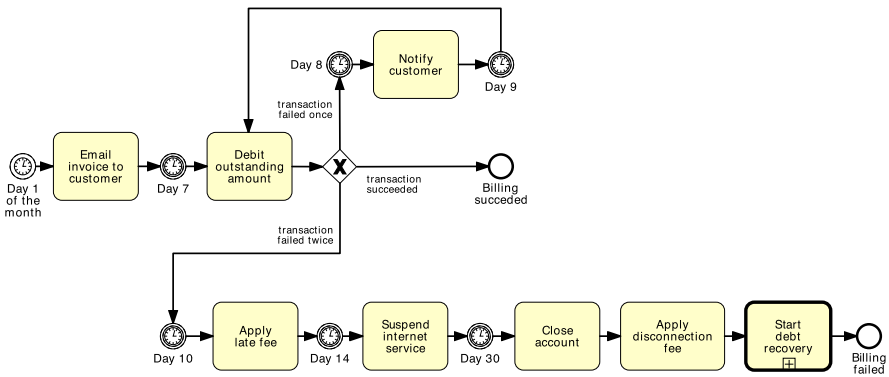 Day 8
Notify
customer
Day 9
transaction
failed once
Day 1
of the
month
Email
invoice to
customer
Day 7
Debit
outstanding
amount
X
transaction
succeeded
Billing
succeded
transaction
failed twice
Day 10
Apply
late fee
Day 14
Suspend
internet
service
Day 30
Close
account
Apply
disconnection
fee
Start
debt
recovery
Billing
failed